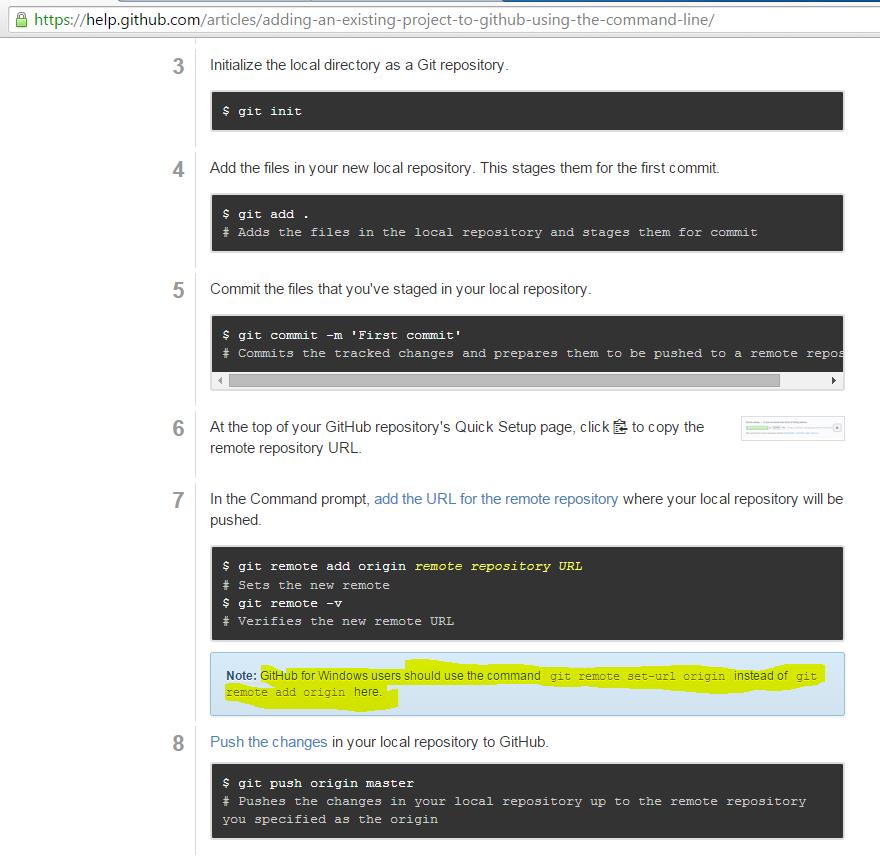 https://help.github.com/articles/adding-an-existing-project-to-github-using-the-command-line/
3 Initialize the local directory as a Git repository.
$ git init
4 Add the files in your new local repository. This stages them for the first commit.
$ git add .
# Adds the files in the local repository and stages them for commit
5 Commit the files that you've staged in your local repository.
$ git commit -m 'First commit'
# Commits the tracked changes and prepares them to be pushed to a remote repos
6 At the top of your GitHub repository's Quick Setup page, click to copy the
remote repository URL.
7 In the Command prompt, add the URL for the remote repository where your local repository will be
pushed.
$ git remote add origin remote repository URL
# Sets the new remote
$ git remote -v
# Verifies the new remote URL
Note: GitHub for Windows users should use the command git remote set-url origin instead of git
remote add origin here.
8 Push the changes in your local repository to GitHub.
$ git push origin master
# Pushes the changes in your local repository up to the remote repository
you specified as the origin